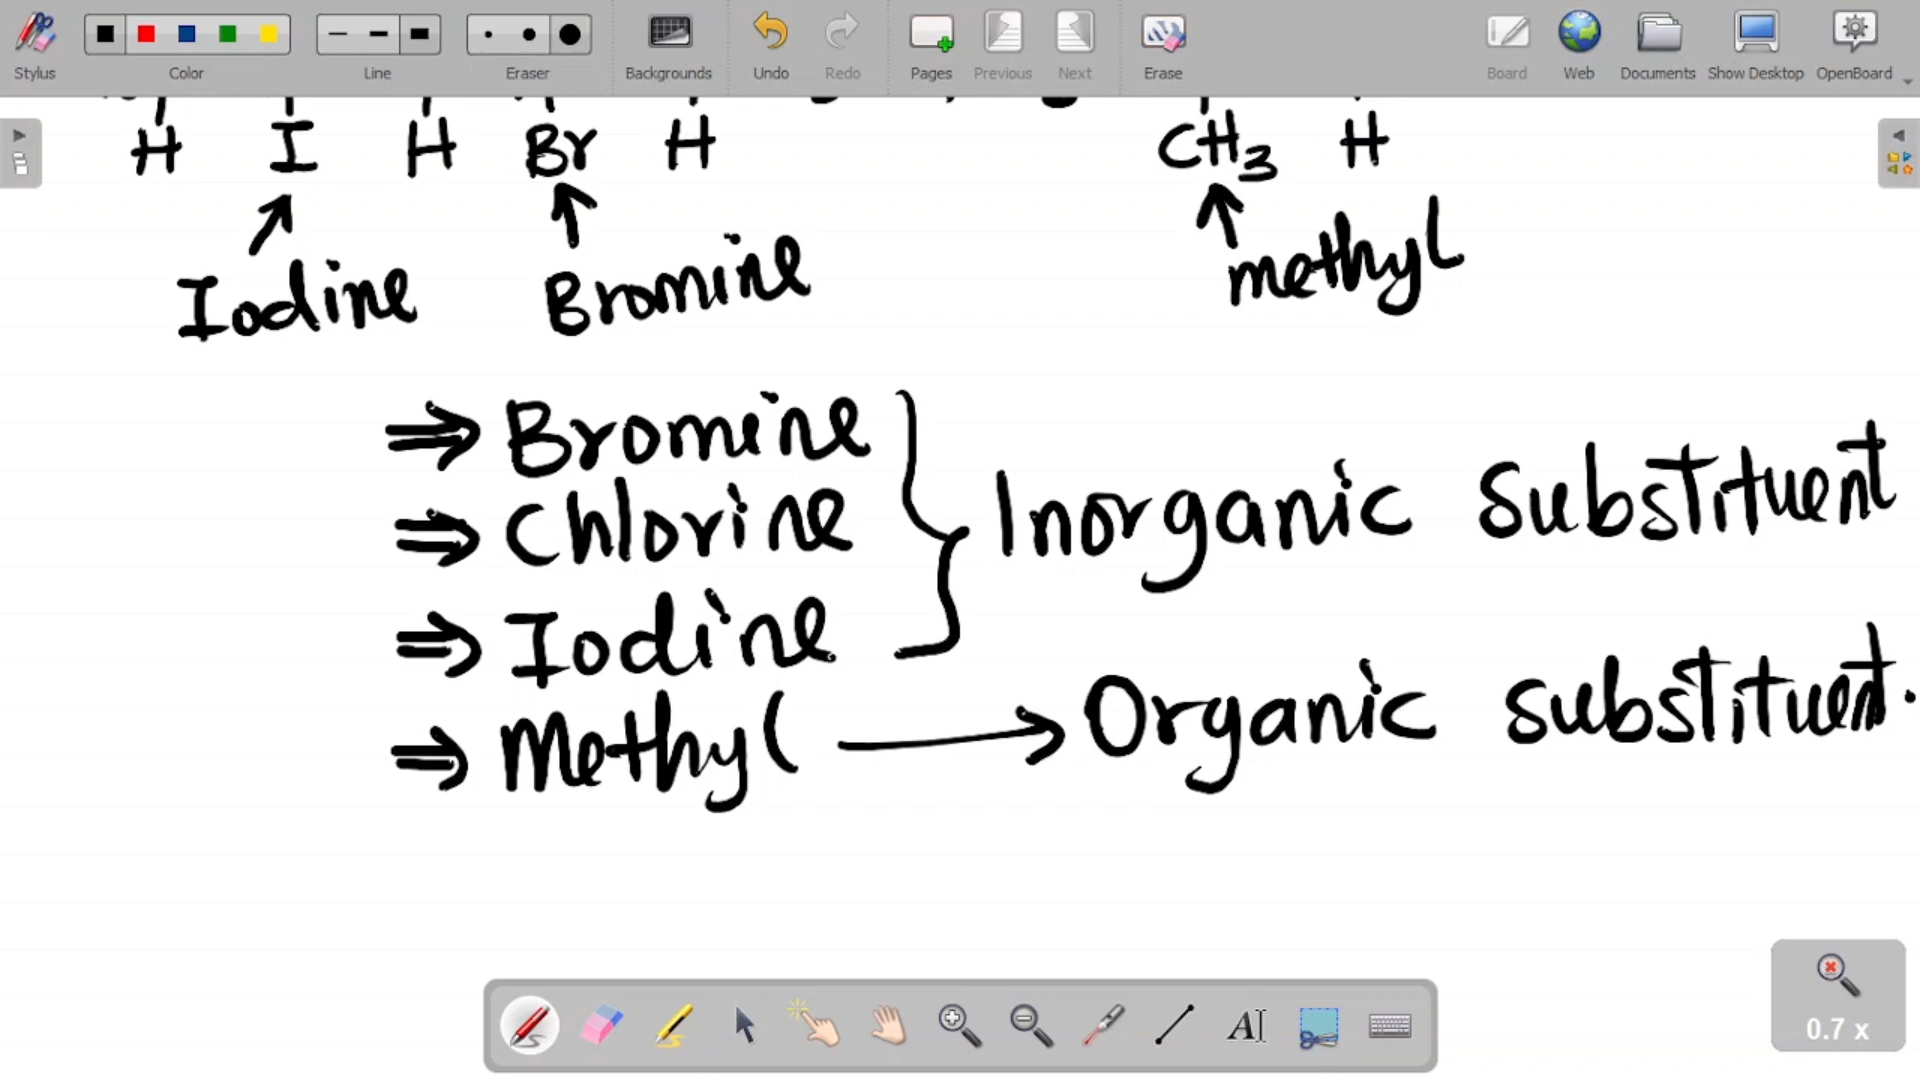 Stylus Color Line Eraser Backgrounds Undo Redo Pages Previous Next Erase Board Web Documents Show Desktop OpenBoard
H I H Br H CH3 H
Iodine Bromine methyl
⇒ Bromine
⇒ Chlorine
Inorganic substituent
⇒ Iodine
⇒ Methyl → Organic substituent.
0.7 x